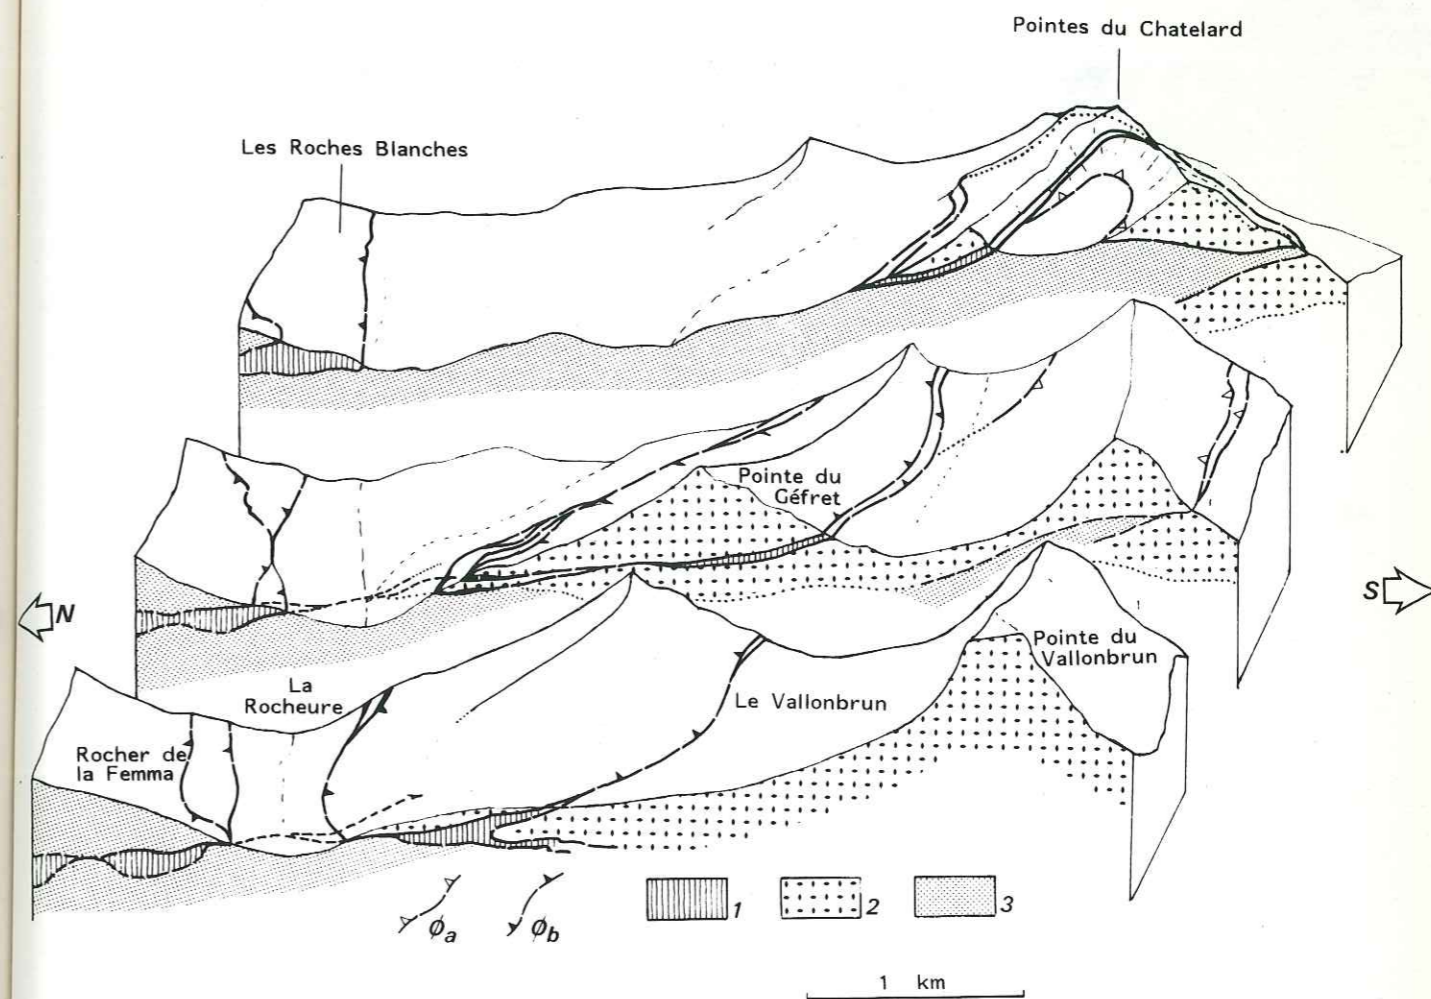 Pointes du Chatelard
Les Roches Blanches
Pointe du
Géfret
N
S
La
Rocheure
Rocher de
la Femma
Le Vallonbrun
Pointe du
Vallonbrun
ϕa
ϕb
1
2
3
1 km